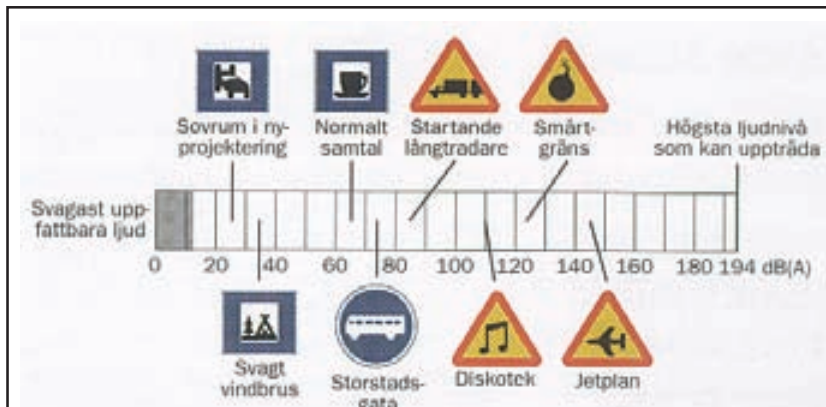 Sovrum i ny-
projektering
Normalt
samtal
Startande
långtradare
Smärt-
gräns
Högsta ljudnivå
som kan uppträda
Svagast upp-
fattbara ljud
0 20 40 60 80 100 120 140 160 180 194 dB(A)
Svagt
vindbrus
Storstads-
gata
Diskotek
Jetplan